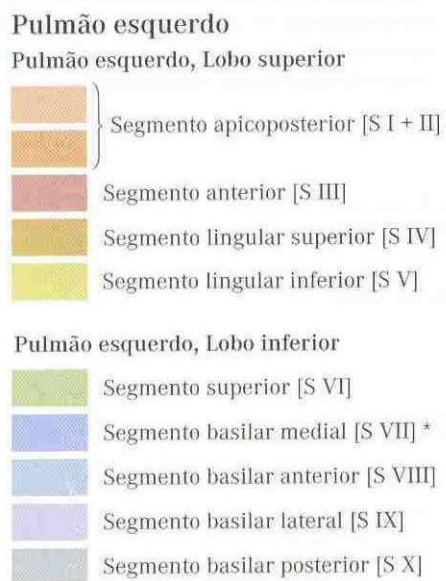 Pulmão esquerdo
Pulmão esquerdo, Lobo superior
Segmento apicoposterior [S I + II]
Segmento anterior [S III]
Segmento lingular superior [S IV]
Segmento lingular inferior [S V]
Pulmão esquerdo, Lobo inferior
Segmento superior [S VI]
Segmento basilar medial [S VII] *
Segmento basilar anterior [S VIII]
Segmento basilar lateral [S IX]
Segmento basilar posterior [S X]